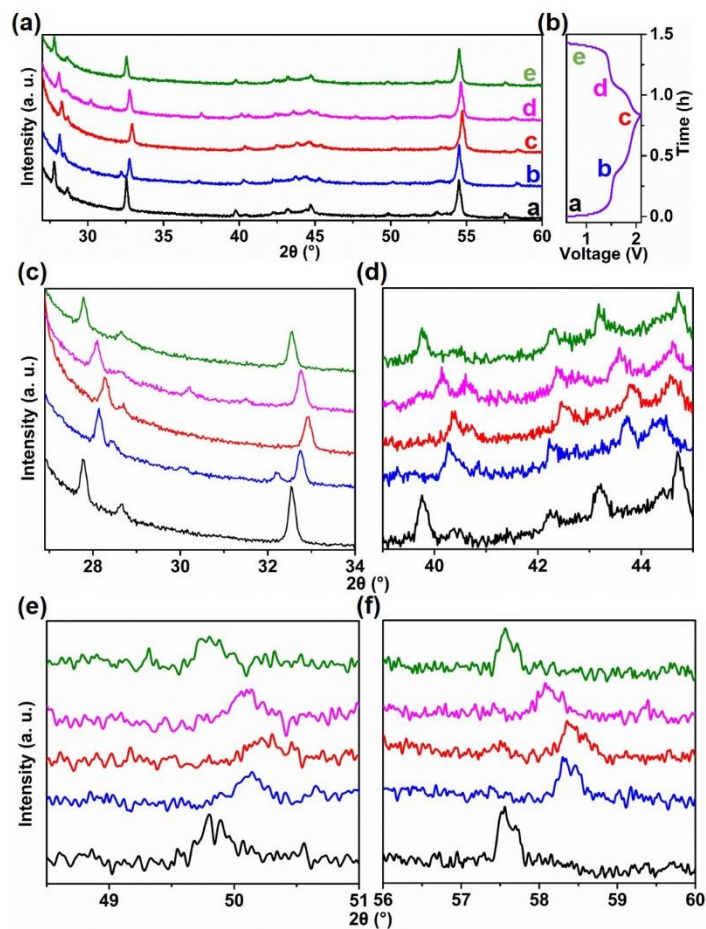 (a)
(b)
Intensity (a. u.)
e
d
c
b
a
30
35
40
45
50
55
60
2θ (°)
e
d
c
b
a
1.5
1.0
0.5
0.0
Time (h)
1
2
Voltage (V)
(c)
(d)
Intensity (a. u.)
28
30
32
34
2θ (°)
40
42
44
2θ (°)
(e)
(f)
Intensity (a. u.)
49
50
51
56
57
58
59
60
2θ (°)